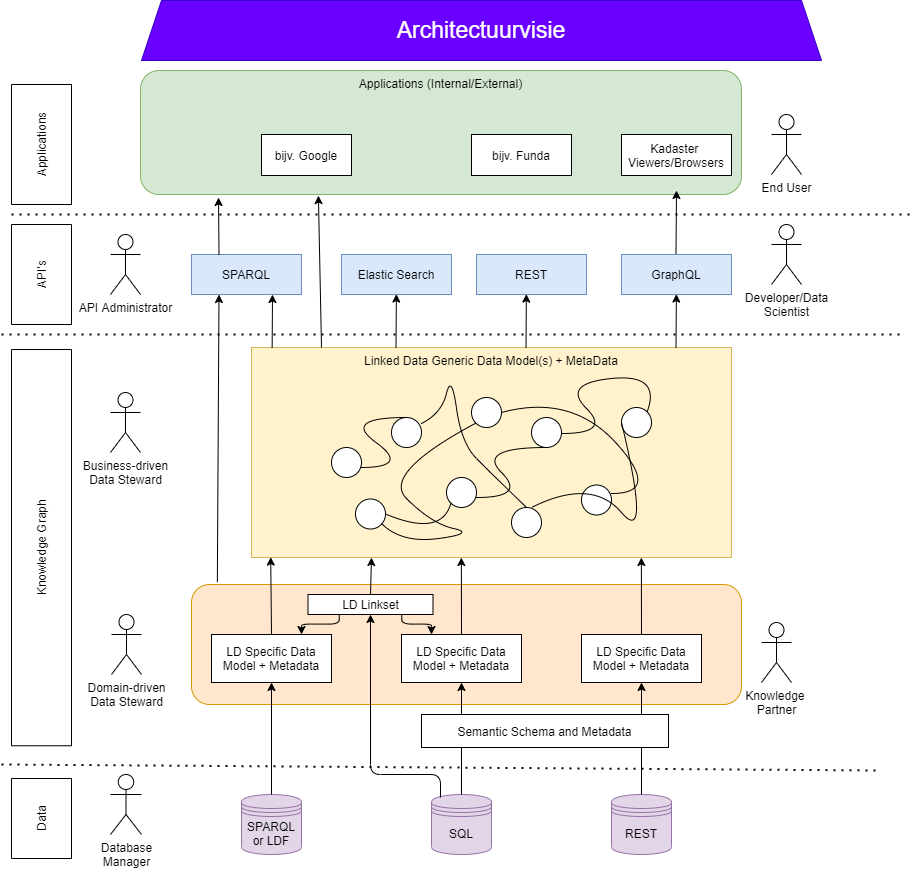 Architectuurvisie
Applications
Applications (Internal/External)
bijv. Google
bijv. Funda
Kadaster
Viewers/Browsers
End User
API's
API Administrator
SPARQL
Elastic Search
REST
GraphQL
Developer/Data
Scientist
Knowledge Graph
Linked Data Generic Data Model(s) + MetaData
Business-driven
Data Steward
LD Linkset
LD Specific Data
Model + Metadata
LD Specific Data
Model + Metadata
LD Specific Data
Model + Metadata
Domain-driven
Data Steward
Knowledge
Partner
Semantic Schema and Metadata
Data
Database
Manager
SPARQL
or LDF
SQL
REST